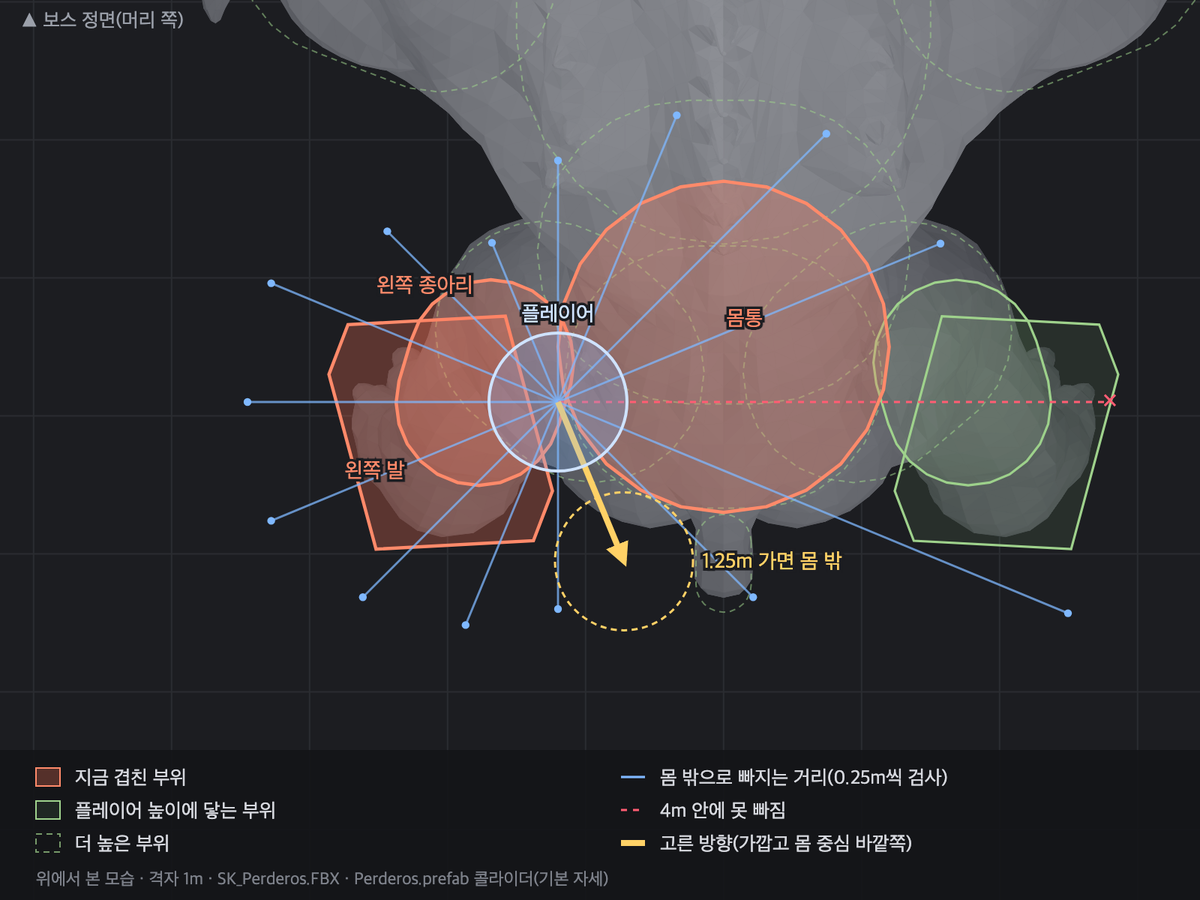 ▲ 보스 정면(머리 쪽)
왼쪽 종아리
플레이어
몸통
왼쪽 발
1.25m 가면 몸 밖
지금 겹친 부위
플레이어 높이에 닿는 부위
더 높은 부위
몸 밖으로 빠지는 거리(0.25m씩 검사)
4m 안에 못 빠짐
고른 방향(가깝고 몸 중심 바깥쪽)
위에서 본 모습 · 격자 1m · SK_Perderos.FBX · Perderos.prefab 콜라이더(기본 자세)